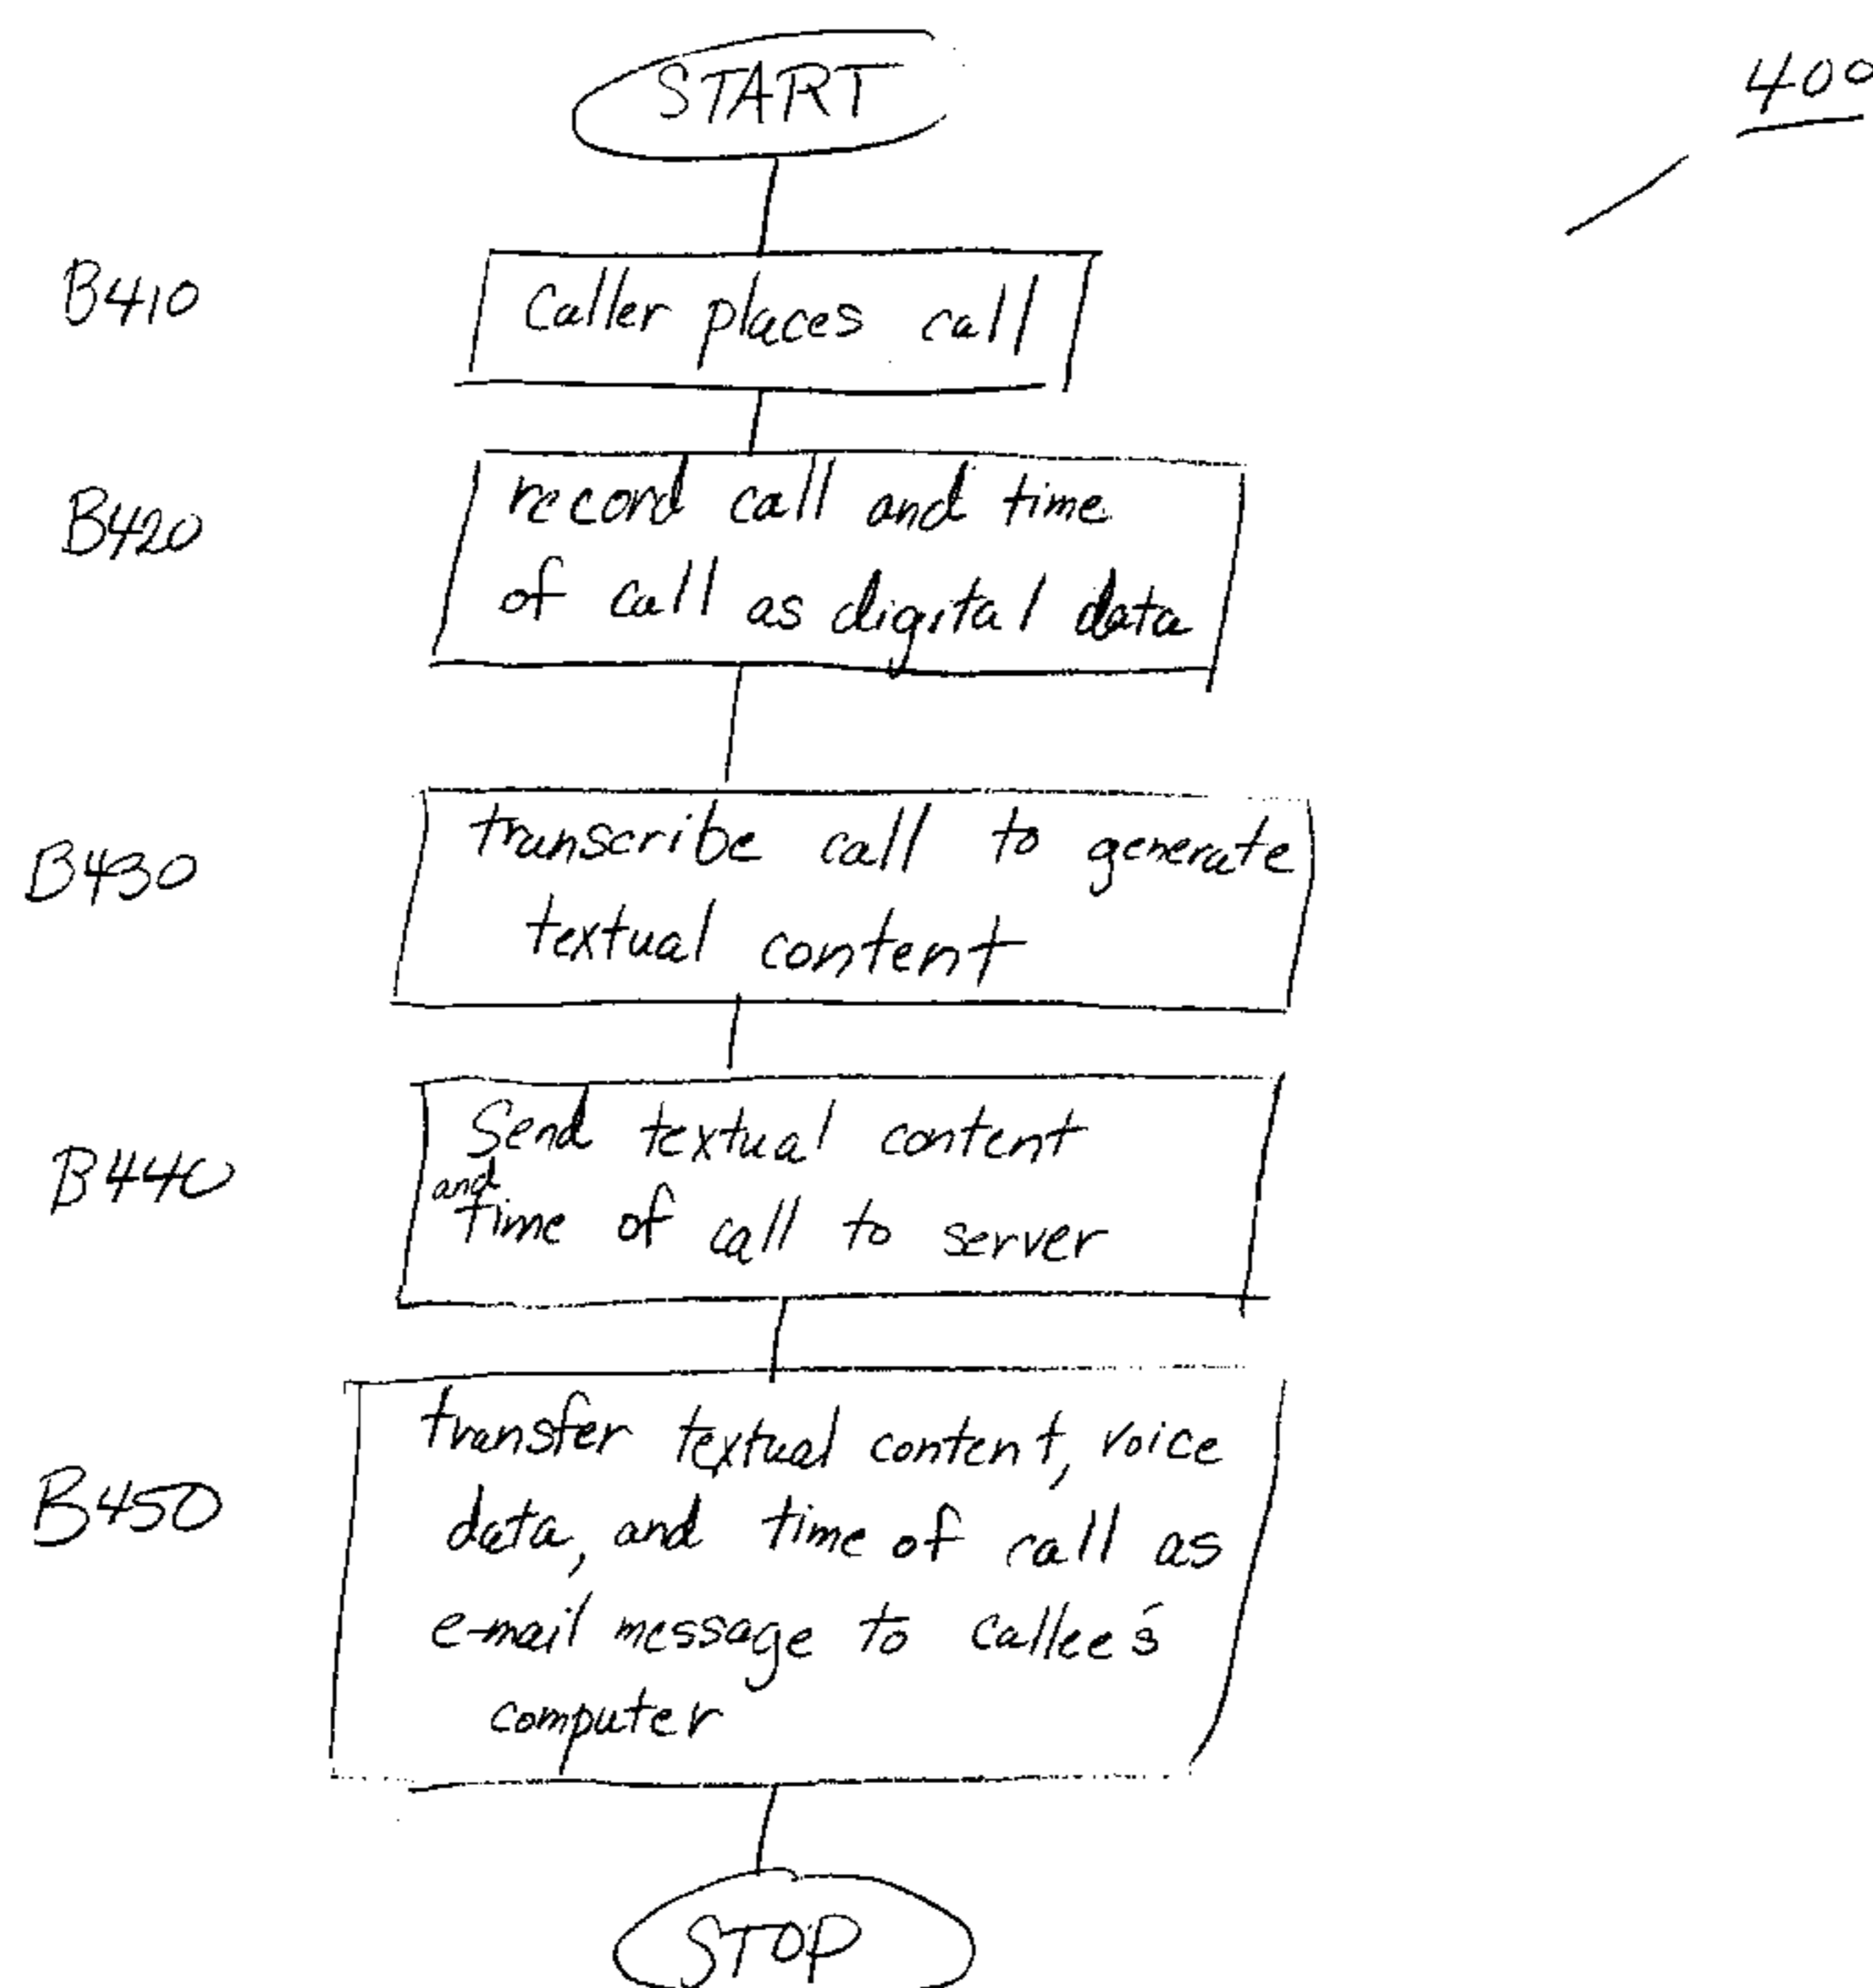 START
400
B410
Caller places call
B420
record call and time
of call as digital data
B430
transcribe call to generate
textual content
B440
Send textual content
and
time of call to server
B450
transfer textual content, voice
data, and time of call as
e-mail message to callee's
computer
STOP